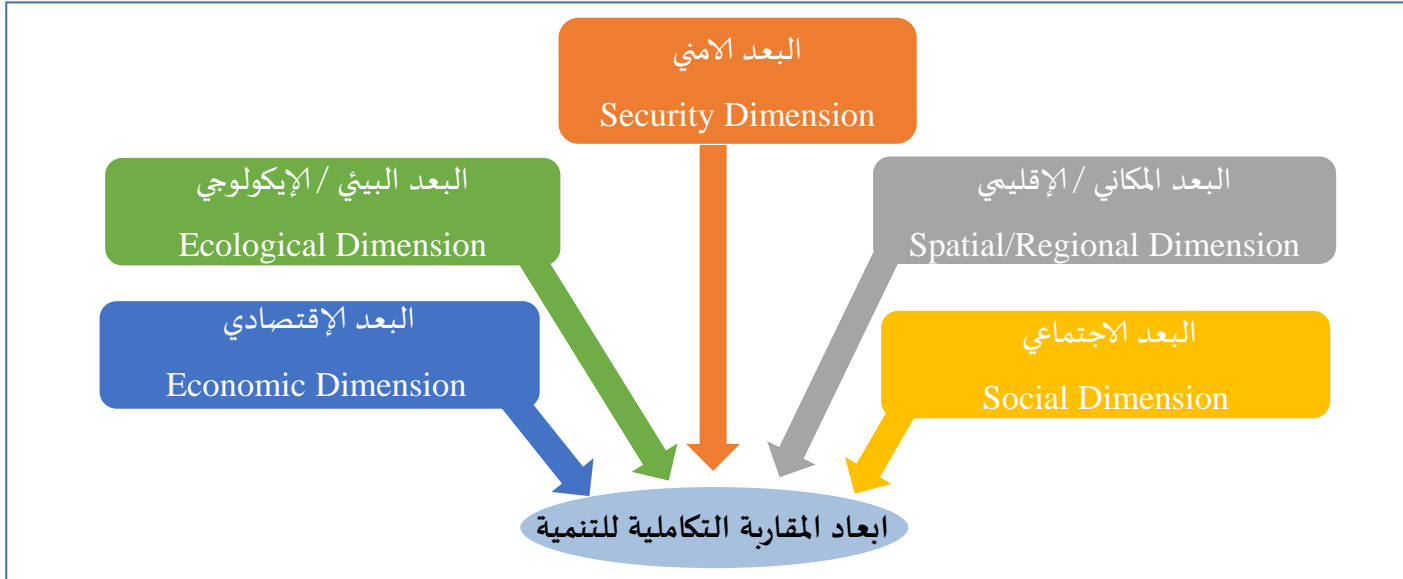 البعد الامني
Security Dimension
البعد البيئي / الإيكولوجي
Ecological Dimension
البعد المكاني / الإقليمي
Spatial/Regional Dimension
البعد الإقتصادي
Economic Dimension
البعد الاجتماعي
Social Dimension
ابعاد المقاربة التكاملية للتنمية